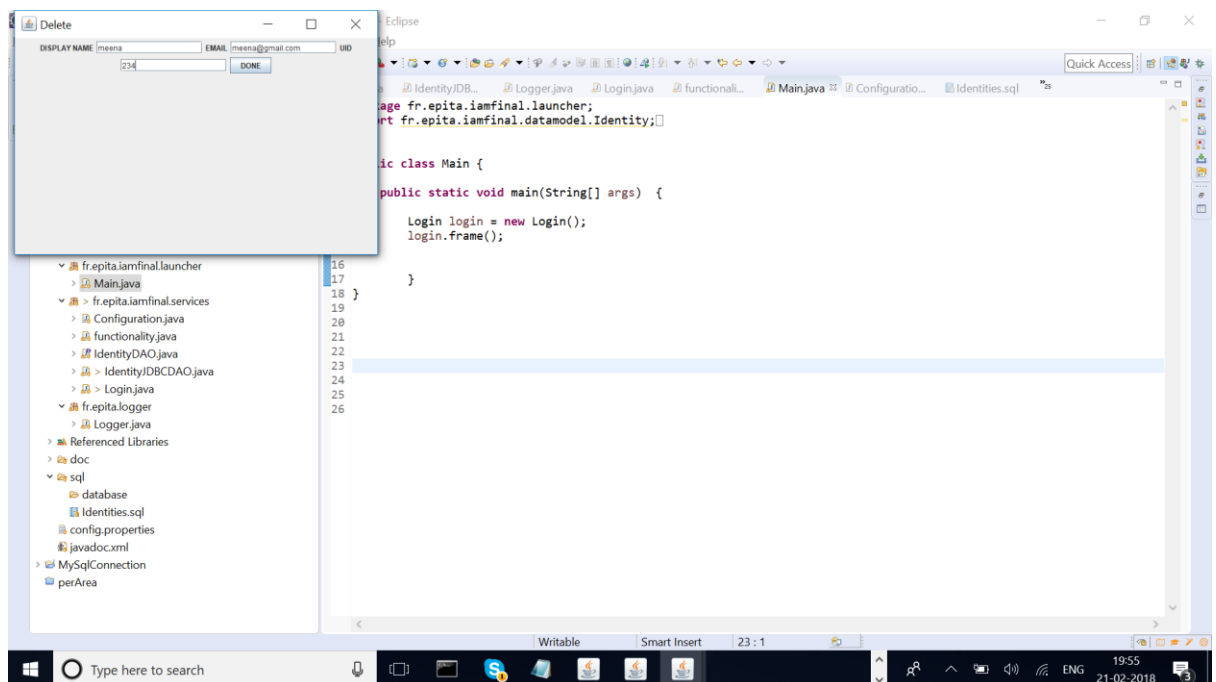 Delete
DISPLAY NAME meena EMAIL meena@gmail.com UID
234 DONE
- Eclipse
Quick Access
IdentityJDB... Logger.java Login.java functionali... Main.java Configuratio... Identities.sql »25
fr.epita.iamfinal.launcher;
fr.epita.iamfinal.datamodel.Identity;
class Main {
public static void main(String[] args) {
Login login = new Login();
login.frame();
16
17 }
18 }
19
20
21
22
23
24
25
26
fr.epita.iamfinal.launcher
> Main.java
> fr.epita.iamfinal.services
> Configuration.java
> functionality.java
> IdentityDAO.java
> > IdentityJDBCDAO.java
> > Login.java
fr.epita.logger
> Logger.java
> Referenced Libraries
> doc
sql
database
Identities.sql
config.properties
javadoc.xml
> MySqlConnection
perArea
Writable Smart Insert 23 : 1
Type here to search
ENG 19:55
21-02-2018
3